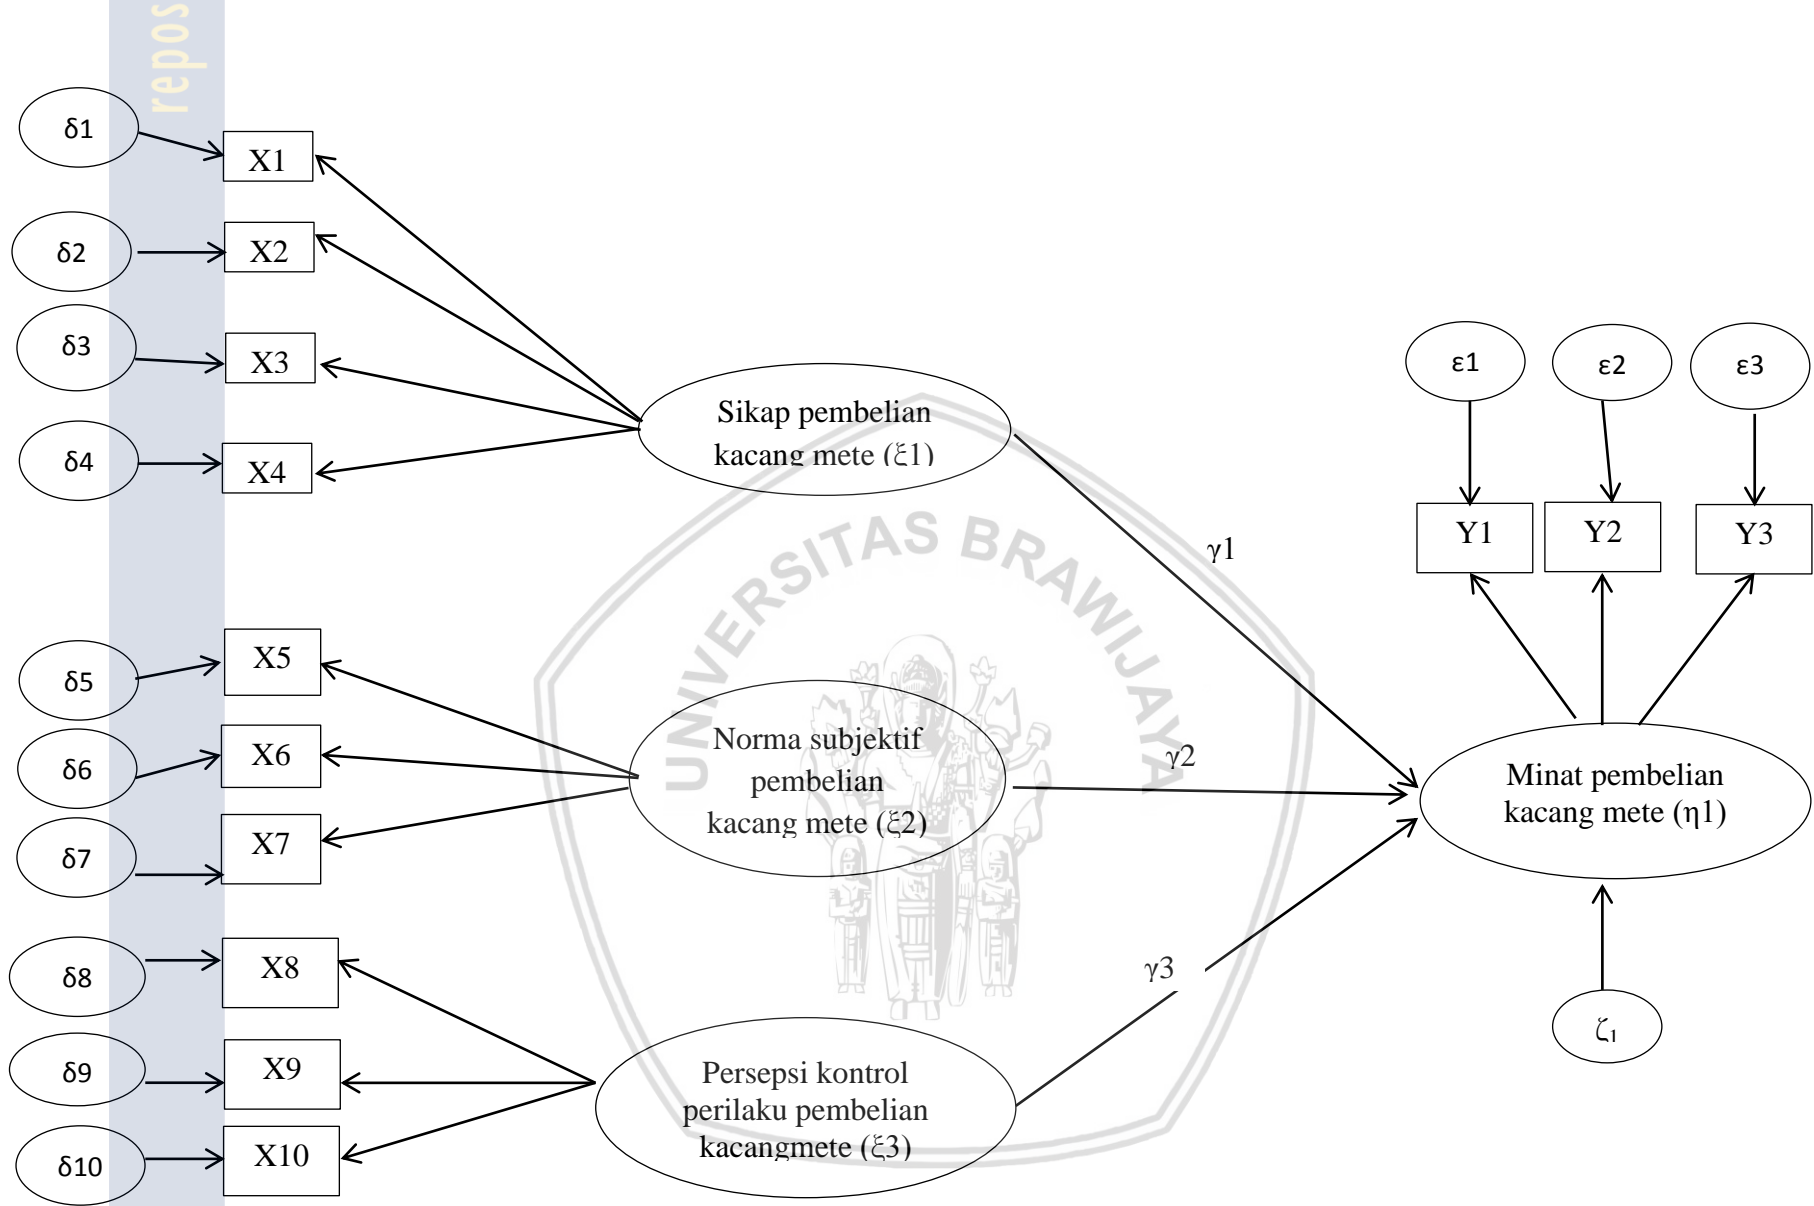 repos
δ1
X1
δ2
X2
δ3
X3
δ4
X4
Sikap pembelian
kacang mete (ξ1)
ε1
ε2
ε3
Y1
Y2
Y3
γ1
UNIVERSITAS BRAWIJAYA
δ5
X5
δ6
X6
δ7
X7
Norma subjektif
pembelian
kacang mete (ξ2)
γ2
Minat pembelian
kacang mete (η1)
δ8
X8
δ9
X9
δ10
X10
γ3
Persepsi kontrol
perilaku pembelian
kacangmete (ξ3)
ζ1